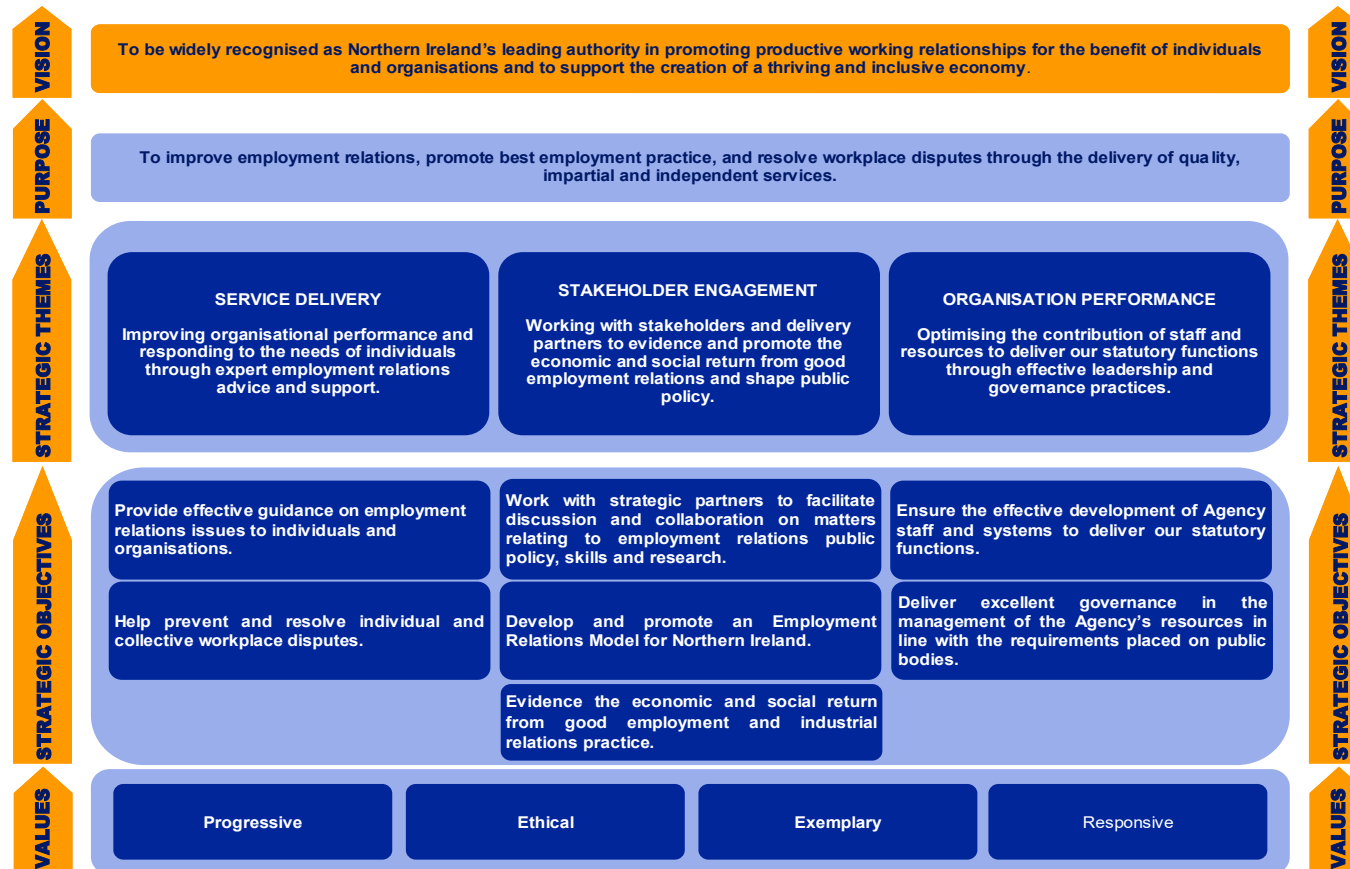 VISION
To be widely recognised as Northern Ireland's leading authority in promoting productive working relationships for the benefit of individuals
and organisations and to support the creation of a thriving and inclusive economy.
VISION
PURPOSE
To improve employment relations, promote best employment practice, and resolve workplace disputes through the delivery of quality,
impartial and independent services.
PURPOSE
STRATEGIC THEMES
SERVICE DELIVERY
Improving organisational performance and
responding to the needs of individuals
through expert employment relations
advice and support.
STAKEHOLDER ENGAGEMENT
Working with stakeholders and delivery
partners to evidence and promote the
economic and social return from good
employment relations and shape public
policy.
ORGANISATION PERFORMANCE
Optimising the contribution of staff and
resources to deliver our statutory functions
through effective leadership and
governance practices.
STRATEGIC THEMES
STRATEGIC OBJECTIVES
Provide effective guidance on employment
relations issues to individuals and
organisations.
Help prevent and resolve individual and
collective workplace disputes.
Work with strategic partners to facilitate
discussion and collaboration on matters
relating to employment relations public
policy, skills and research.
Develop and promote an Employment
Relations Model for Northern Ireland.
Evidence the economic and social return
from good employment and industrial
relations practice.
Ensure the effective development of Agency
staff and systems to deliver our statutory
functions.
Deliver excellent governance in the
management of the Agency's resources in
line with the requirements placed on public
bodies.
STRATEGIC OBJECTIVES
VALUES
Progressive
Ethical
Exemplary
Responsive
VALUES